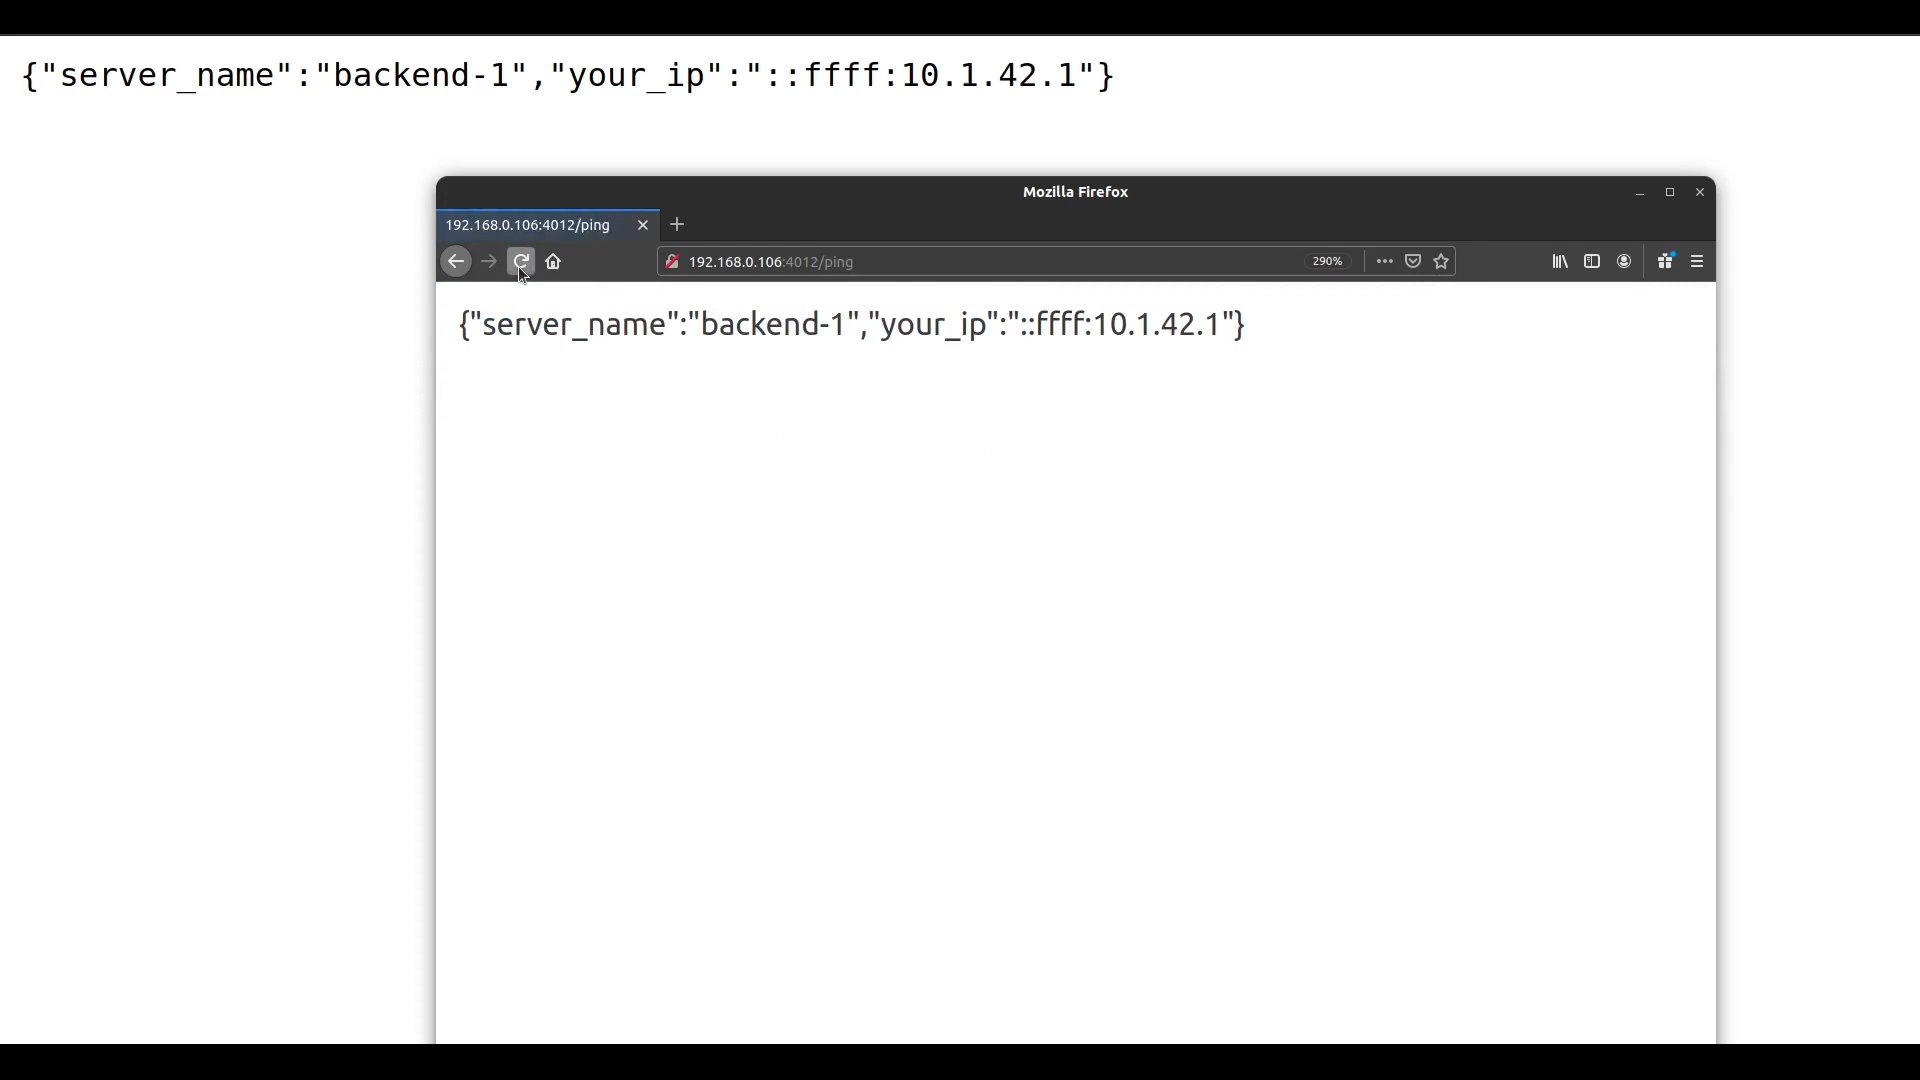 {"server_name":"backend-1","your_ip":"::ffff:10.1.42.1"}
Mozilla Firefox
192.168.0.106:4012/ping
192.168.0.106:4012/ping
290%
{"server_name":"backend-1","your_ip":"::ffff:10.1.42.1"}